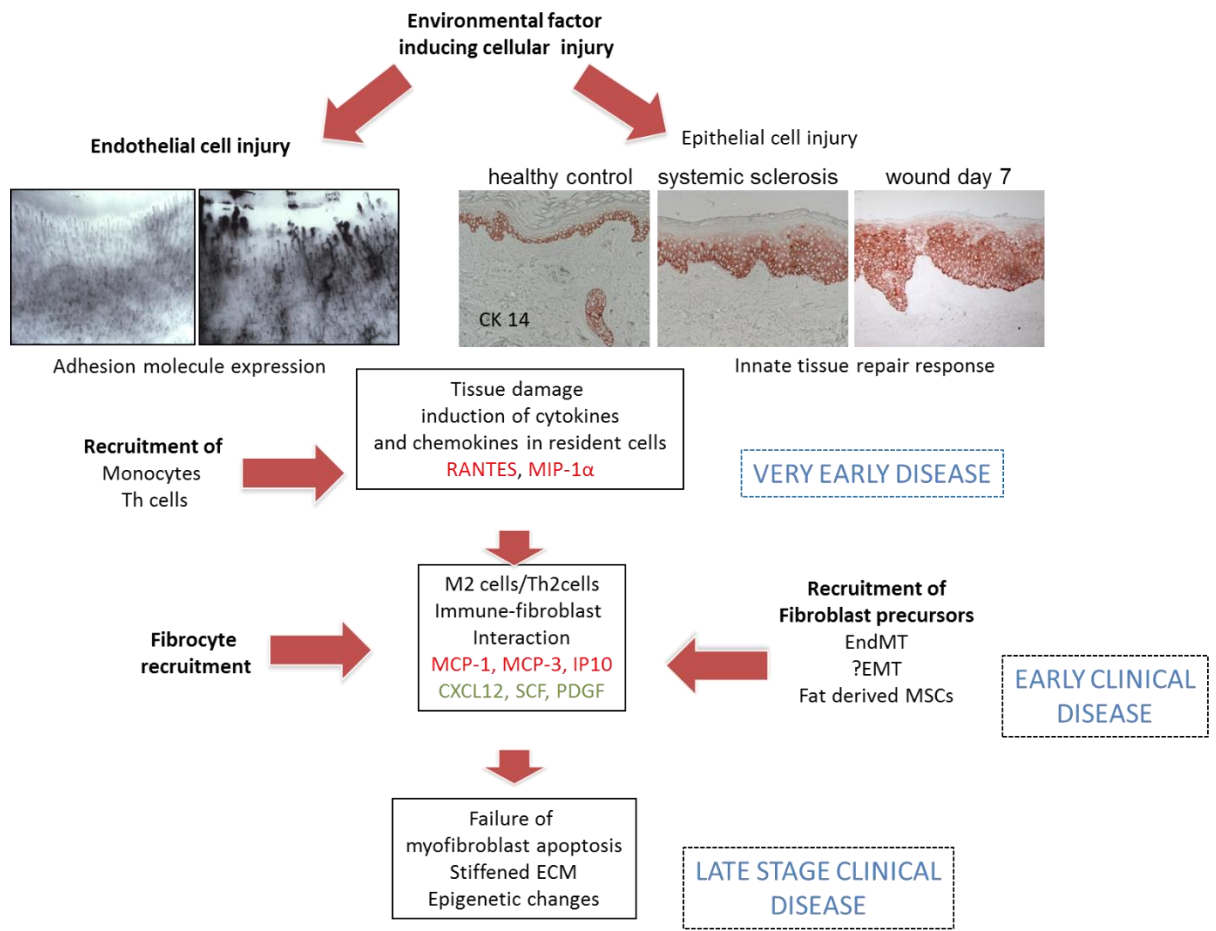 Environmental factor
inducing cellular injury
Endothelial cell injury
Epithelial cell injury
healthy control
systemic sclerosis
wound day 7
CK 14
Adhesion molecule expression
Innate tissue repair response
Tissue damage
induction of cytokines
and chemokines in resident cells
RANTES, MIP-1α
Recruitment of
Monocytes
Th cells
VERY EARLY DISEASE
M2 cells/Th2cells
Immune-fibroblast
Interaction
MCP-1, MCP-3, IP10
CXCL12, SCF, PDGF
Fibrocyte
recruitment
Recruitment of
Fibroblast precursors
EndMT
?EMT
Fat derived MSCs
EARLY CLINICAL
DISEASE
Failure of
myofibroblast apoptosis
Stiffened ECM
Epigenetic changes
LATE STAGE CLINICAL
DISEASE